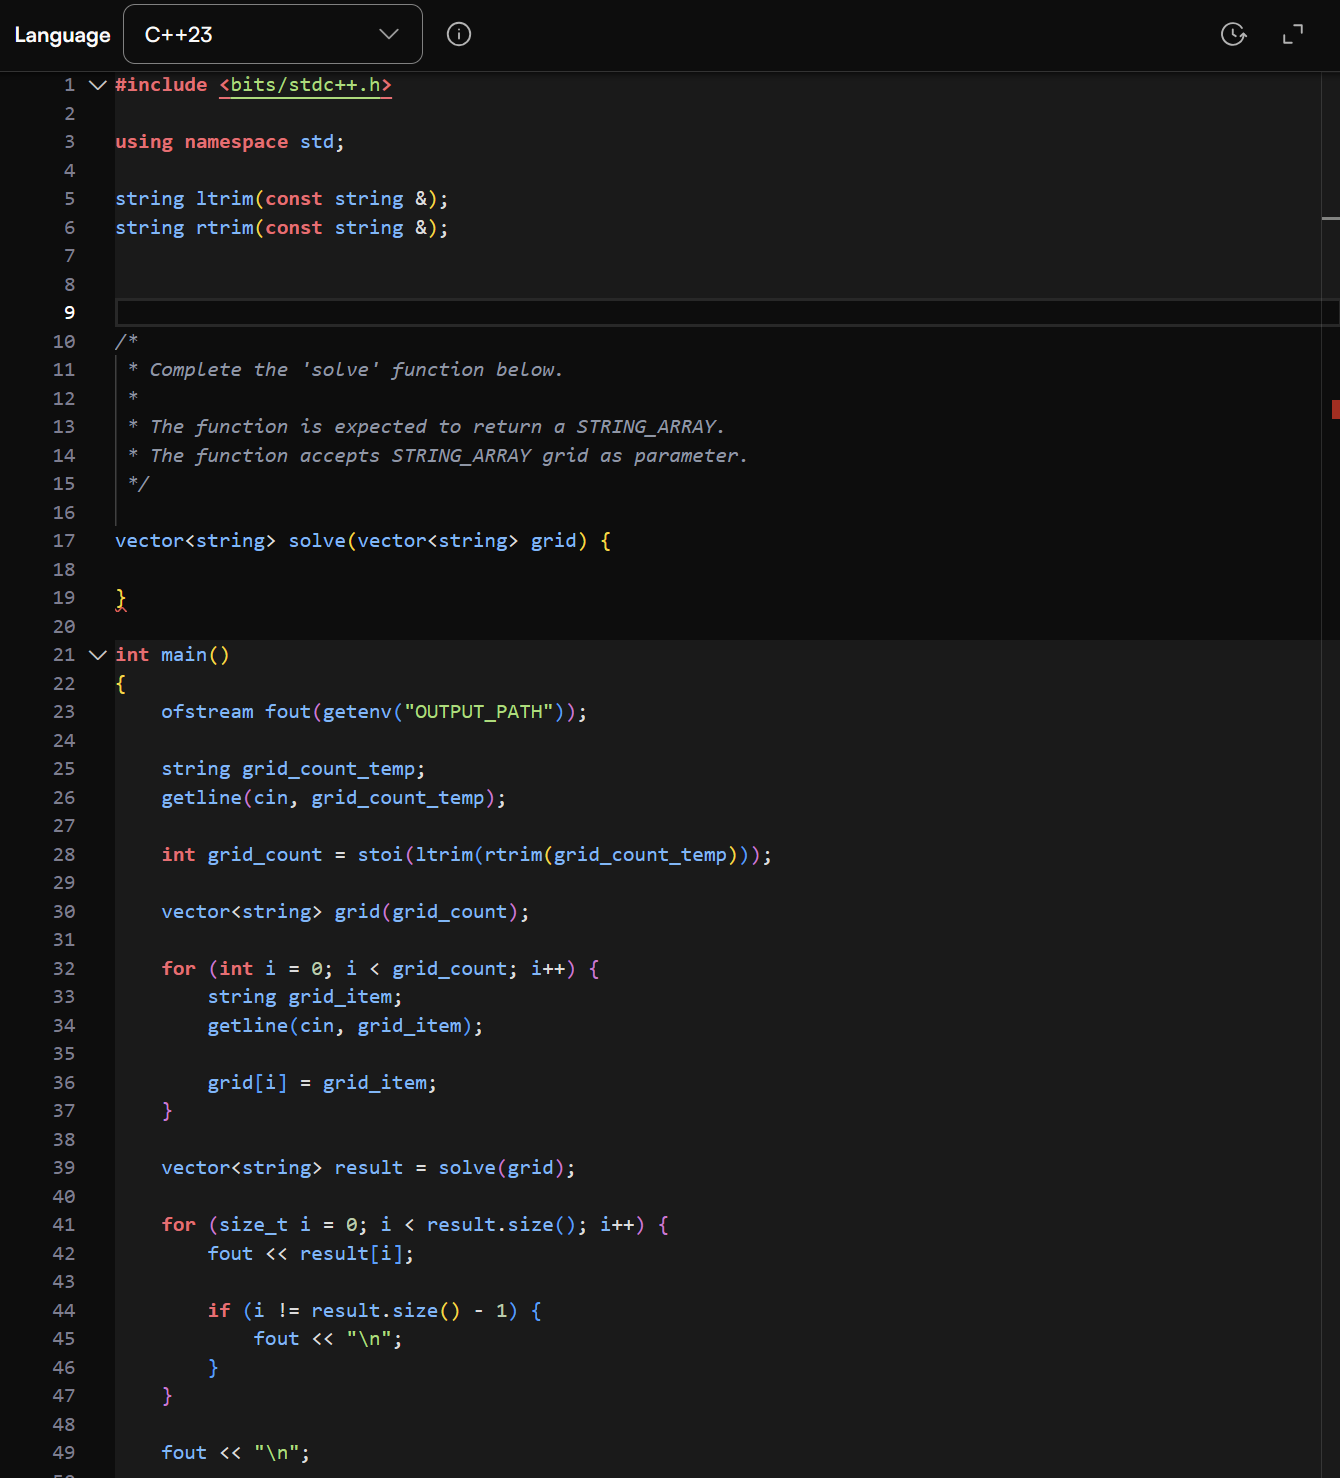 Language C++23
1 #include <bits/stdc++.h>
2
3 using namespace std;
4
5 string ltrim(const string &);
6 string rtrim(const string &);
7
8
9
10 /*
11  * Complete the 'solve' function below.
12  *
13  * The function is expected to return a STRING_ARRAY.
14  * The function accepts STRING_ARRAY grid as parameter.
15  */
16
17 vector<string> solve(vector<string> grid) {
18
19 }
20
21 int main()
22 {
23     ofstream fout(getenv("OUTPUT_PATH"));
24
25     string grid_count_temp;
26     getline(cin, grid_count_temp);
27
28     int grid_count = stoi(ltrim(rtrim(grid_count_temp)));
29
30     vector<string> grid(grid_count);
31
32     for (int i = 0; i < grid_count; i++) {
33         string grid_item;
34         getline(cin, grid_item);
35
36         grid[i] = grid_item;
37     }
38
39     vector<string> result = solve(grid);
40
41     for (size_t i = 0; i < result.size(); i++) {
42         fout << result[i];
43
44         if (i != result.size() - 1) {
45             fout << "\n";
46         }
47     }
48
49     fout << "\n";